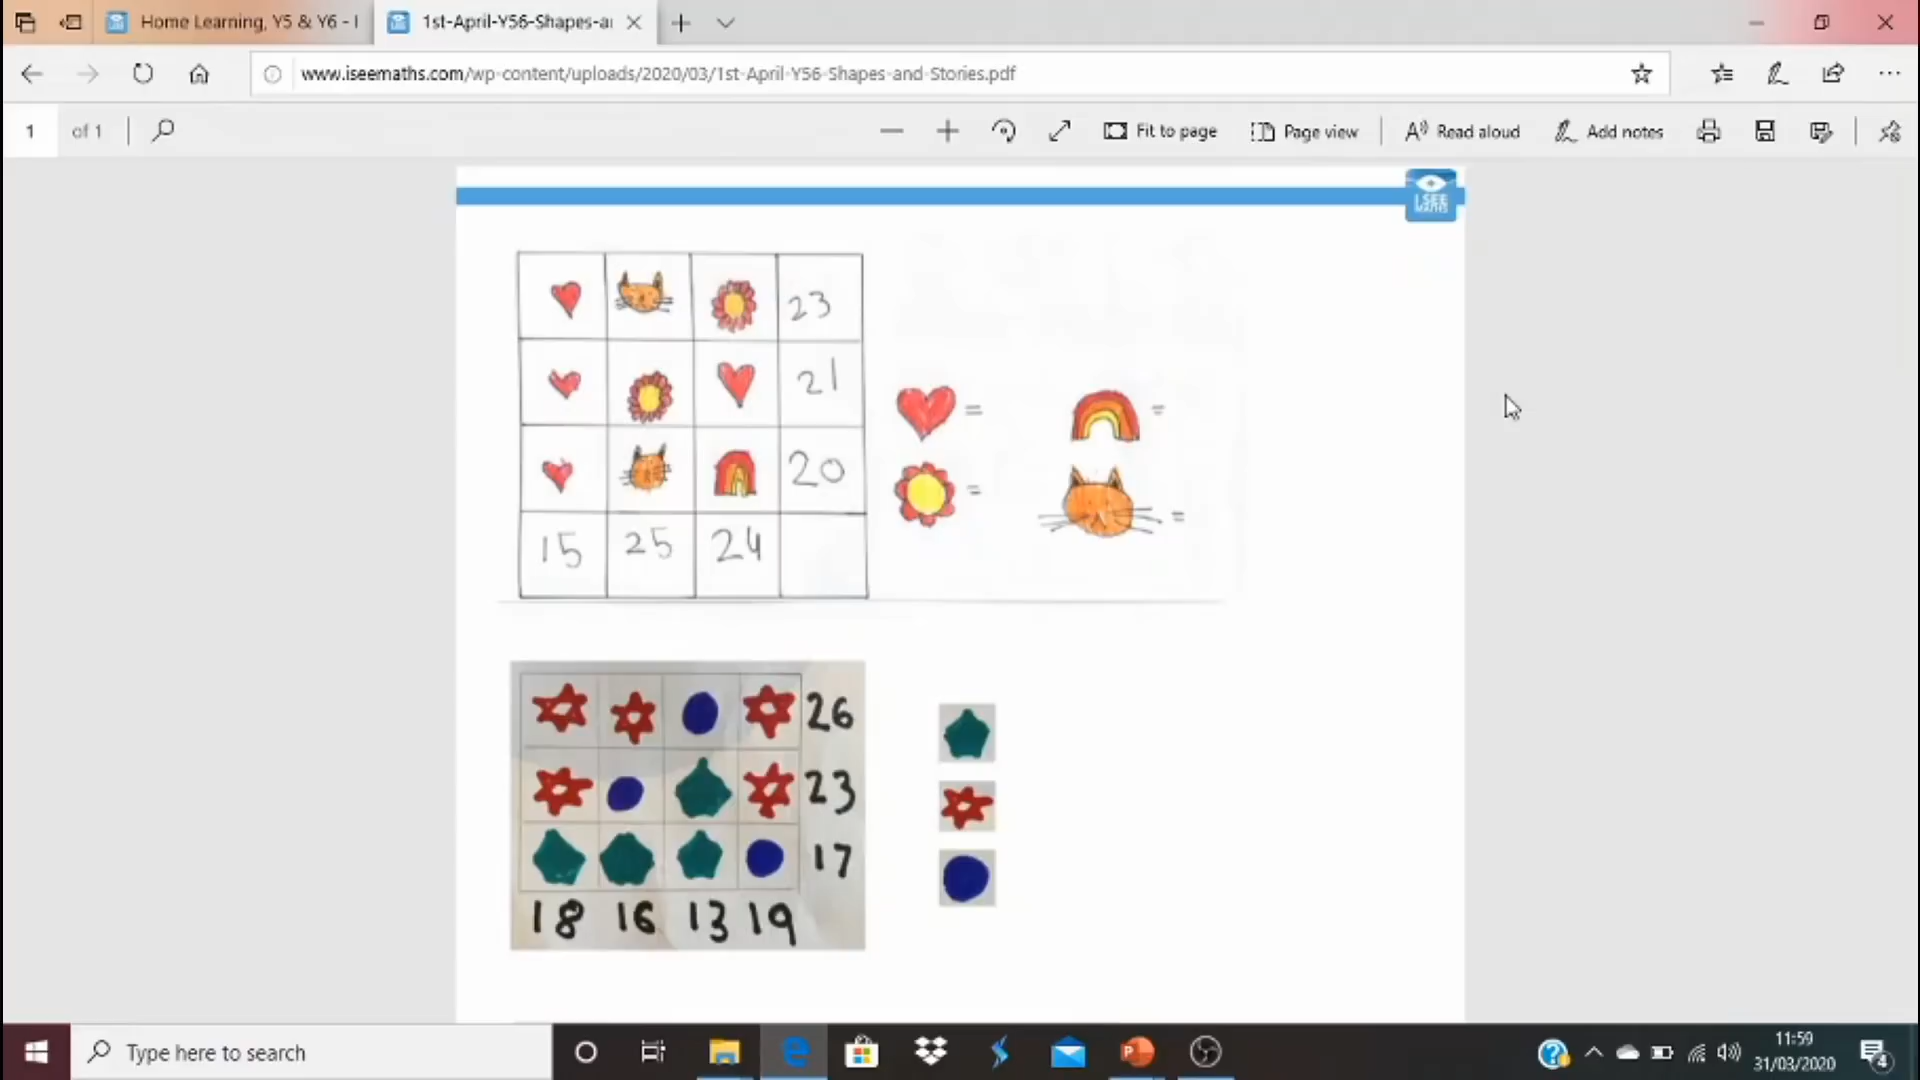 Home Learning, Y5 & Y6 - I
1st-April-Y56-Shapes-a
www.iseemaths.com/wp-content/uploads/2020/03/1st-April-Y56-Shapes-and-Stories.pdf
1 of 1
Fit to page
Page view
Read aloud
Add notes
I SEE
MATHS
23
21
= =
20
= =
15 25 24
26
23
17
18 16 13 19
Type here to search
11:59
31/03/2020
4